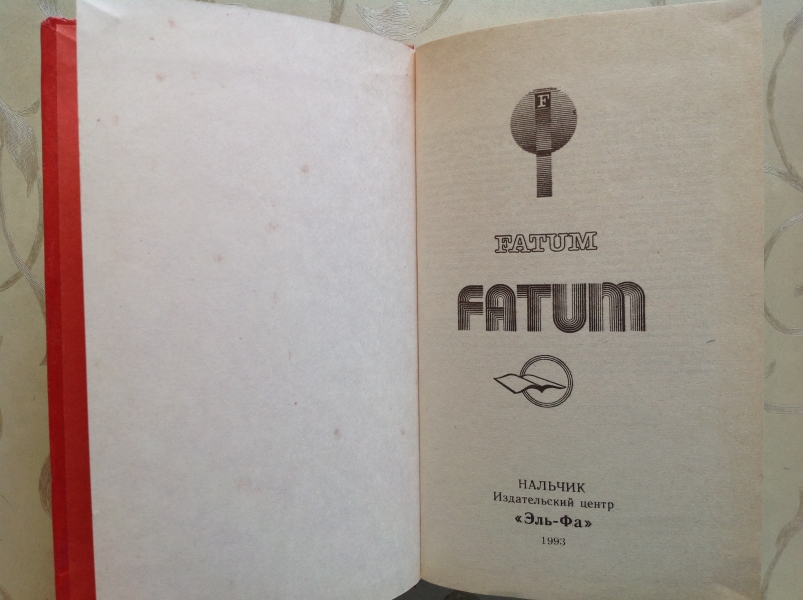 F
FATUM
FATUM
НАЛЬЧИК
Издательский центр
«Эль-Фа»
1993